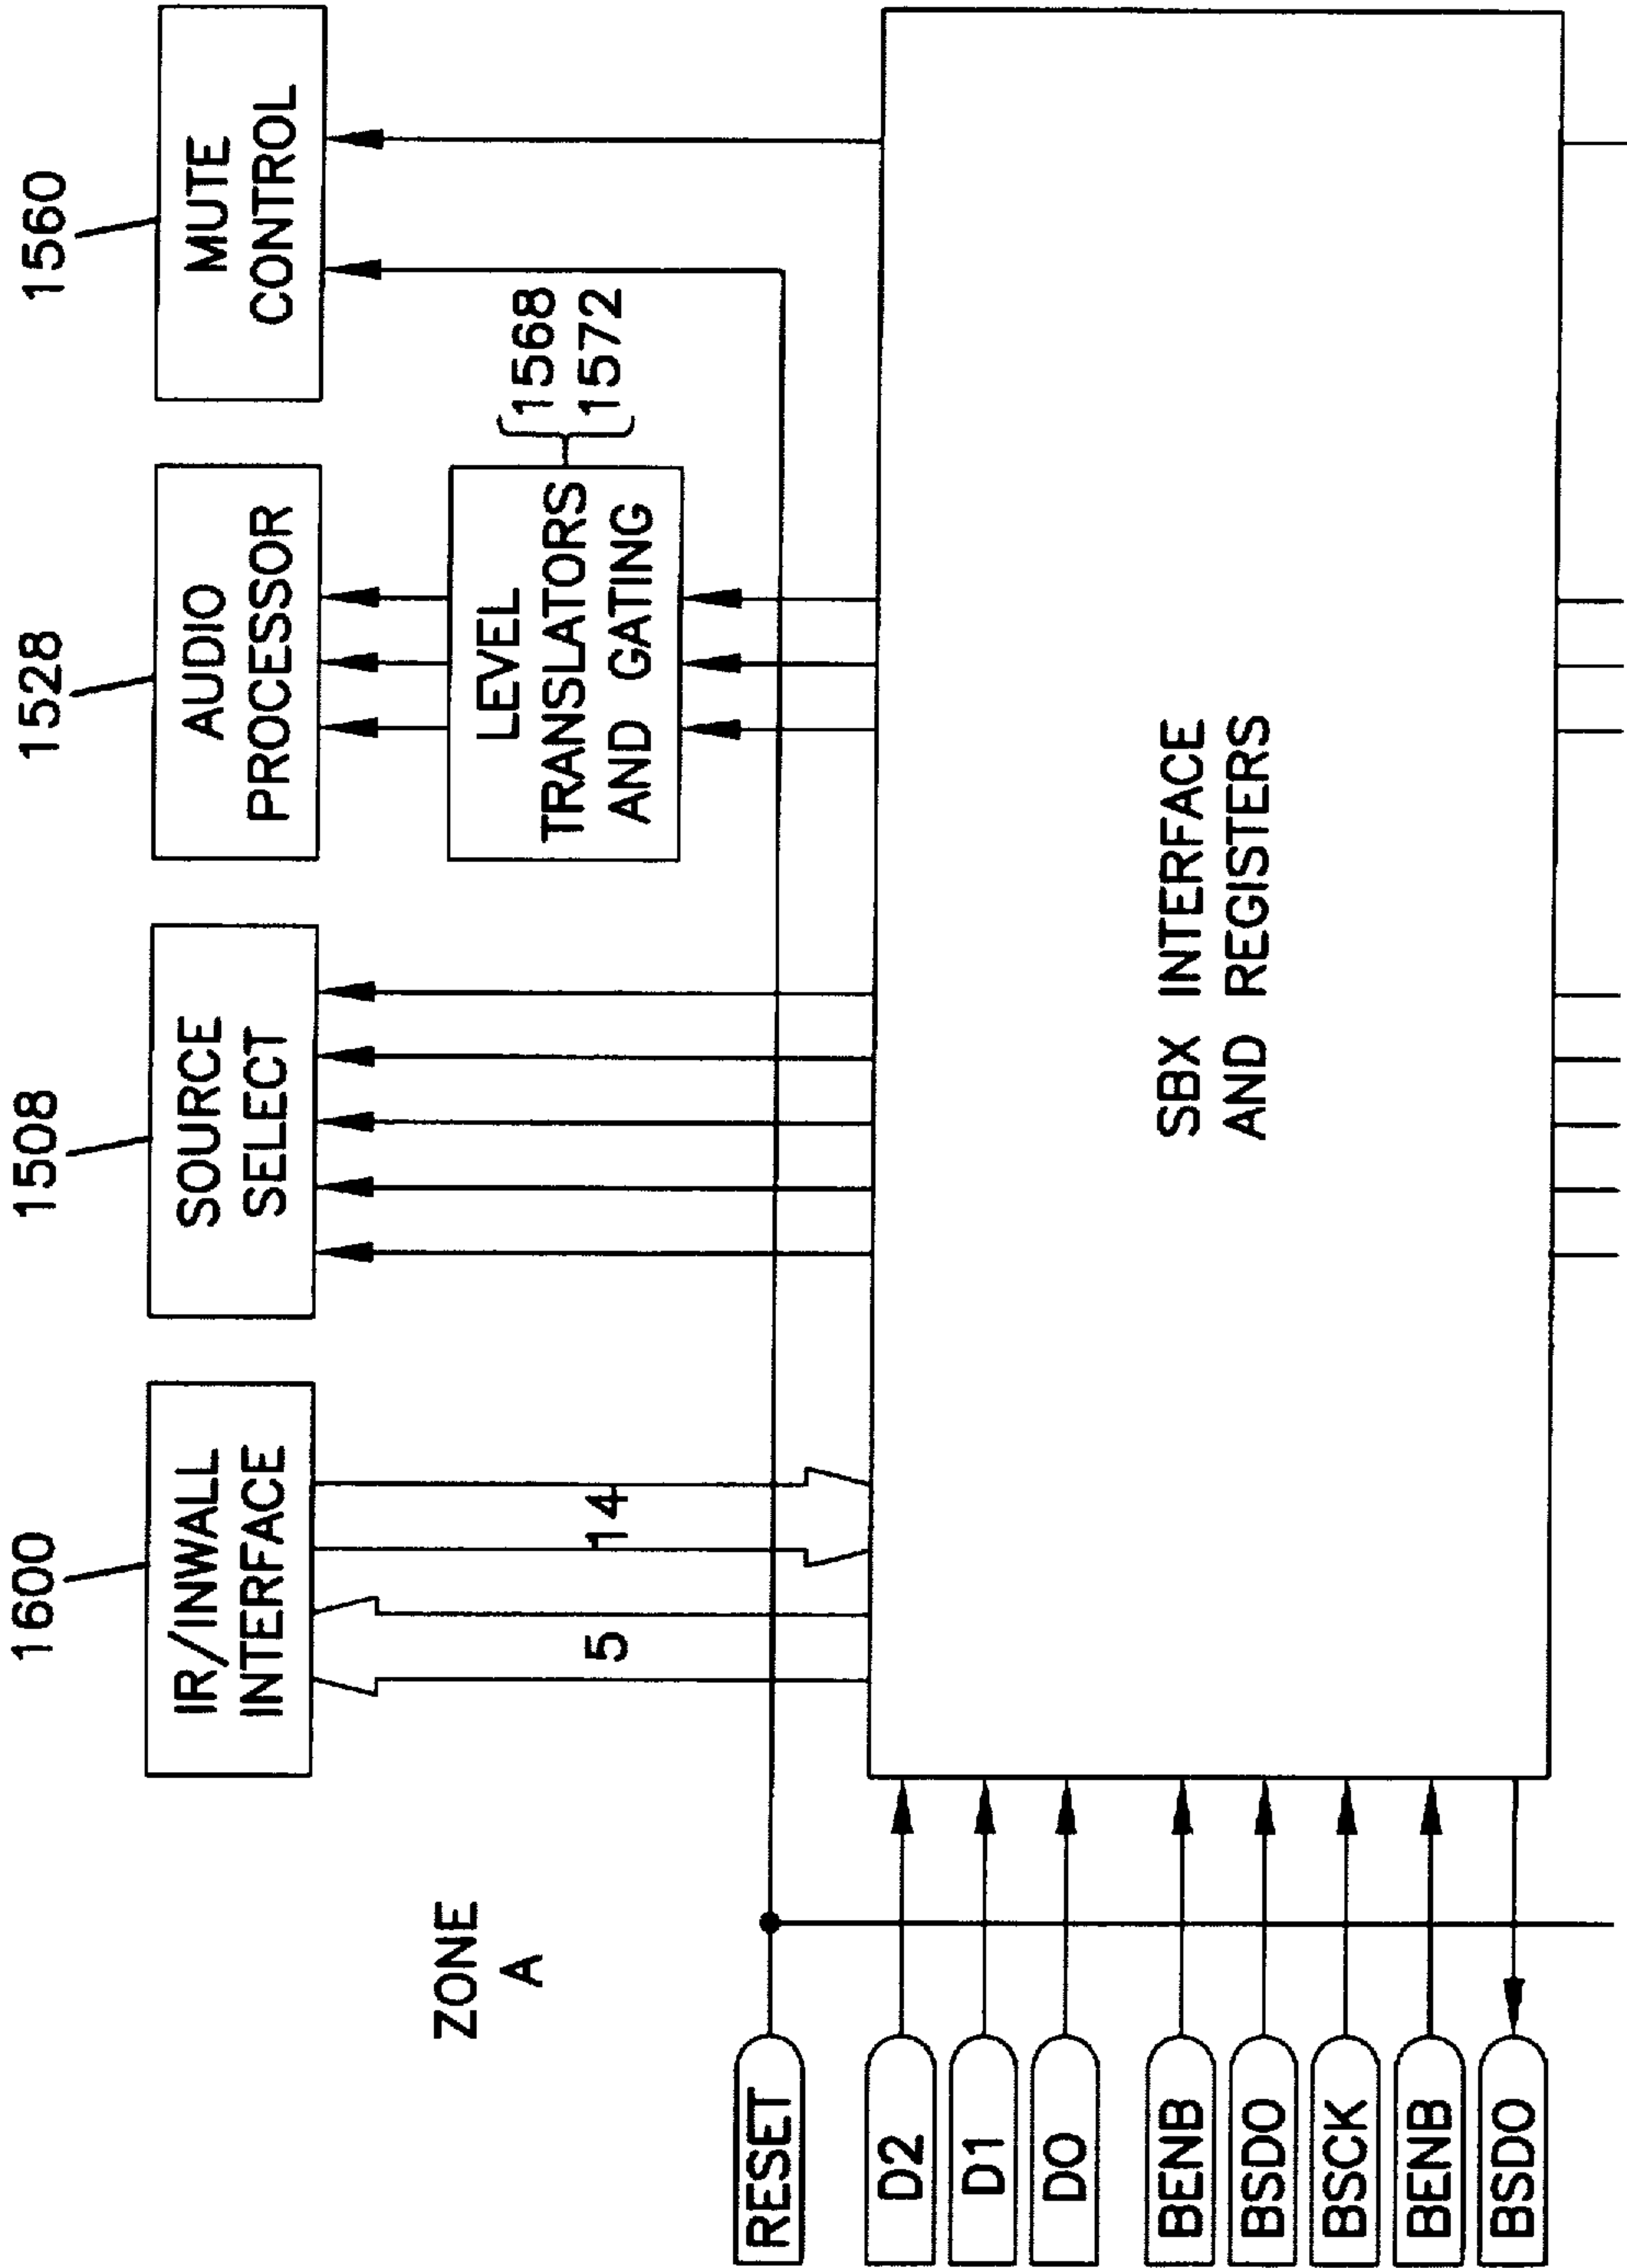 1600
1508
1528
1560
IR/INWALL
INTERFACE
SOURCE
SELECT
AUDIO
PROCESSOR
MUTE
CONTROL
ZONE
A
LEVEL
TRANSLATORS
AND GATING
1568
1572
5
14
RESET
D2
D1
D0
BENB
BSDO
BSCK
BENB
BSDO
SBX INTERFACE
AND REGISTERS